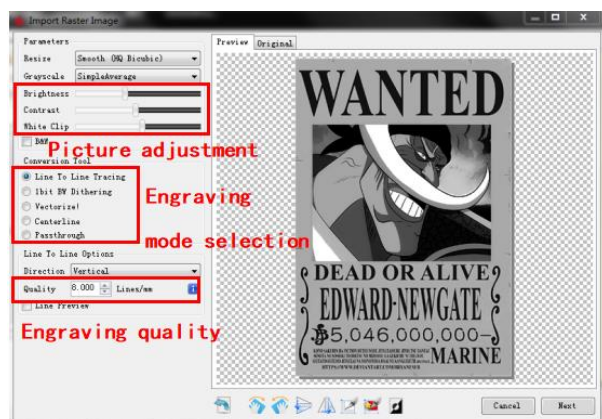 Import Raster Image
Parameters
Resize Smooth (HQ Bicubic)
Grayscale SimpleAverage
Brightness
Contrast
White Clip
B&W
Picture adjustment
Conversion Tool
Line To Line Tracing
1bit BW Dithering
Vectorize!
Centerline
Passthrough
Engraving
mode selection
Line To Line Options
Direction Vertical
Quality 8.000 Lines/mm
Line Preview
Engraving quality
Preview Original
WANTED
DEAD OR ALIVE
EDWARD·NEWGATE
5,046,000,000-
MARINE
Cancel Next